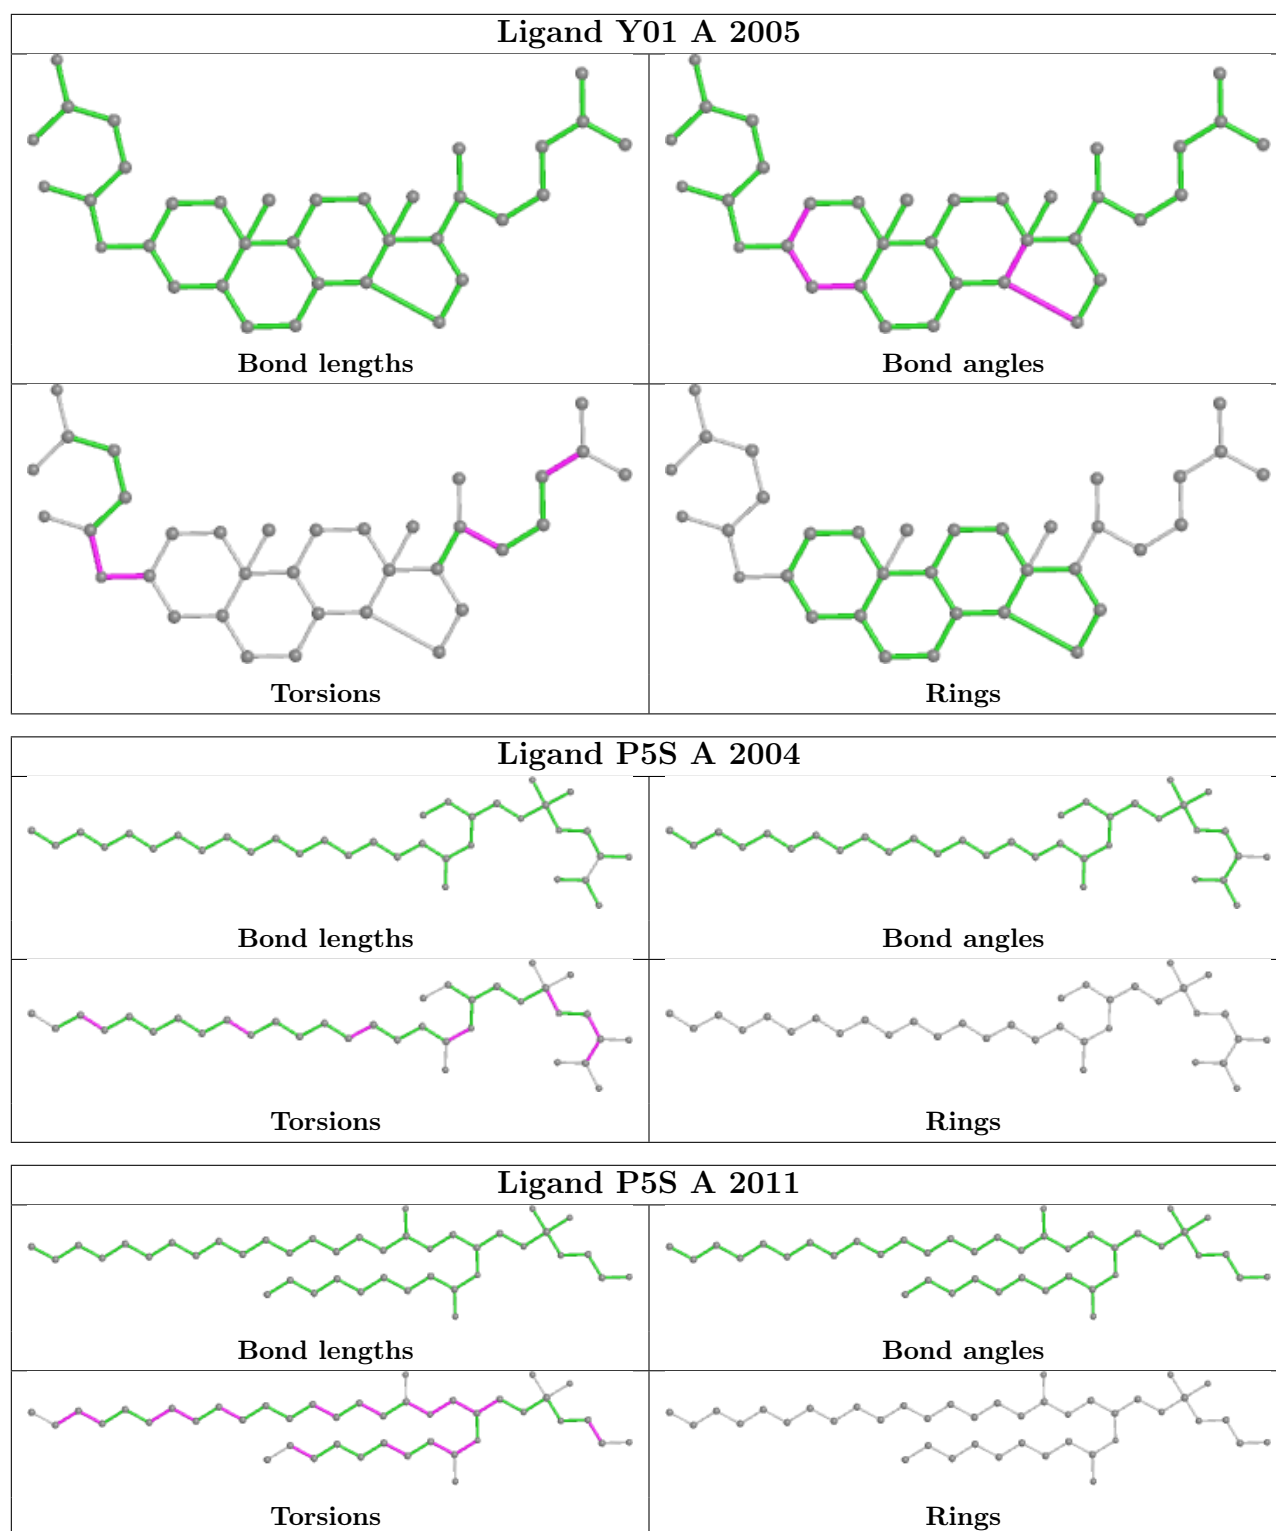 Ligand Y01 A 2005
Bond lengths
Bond angles
Torsions
Rings
Ligand P5S A 2004
Bond lengths
Bond angles
Torsions
Rings
Ligand P5S A 2011
Bond lengths
Bond angles
Torsions
Rings